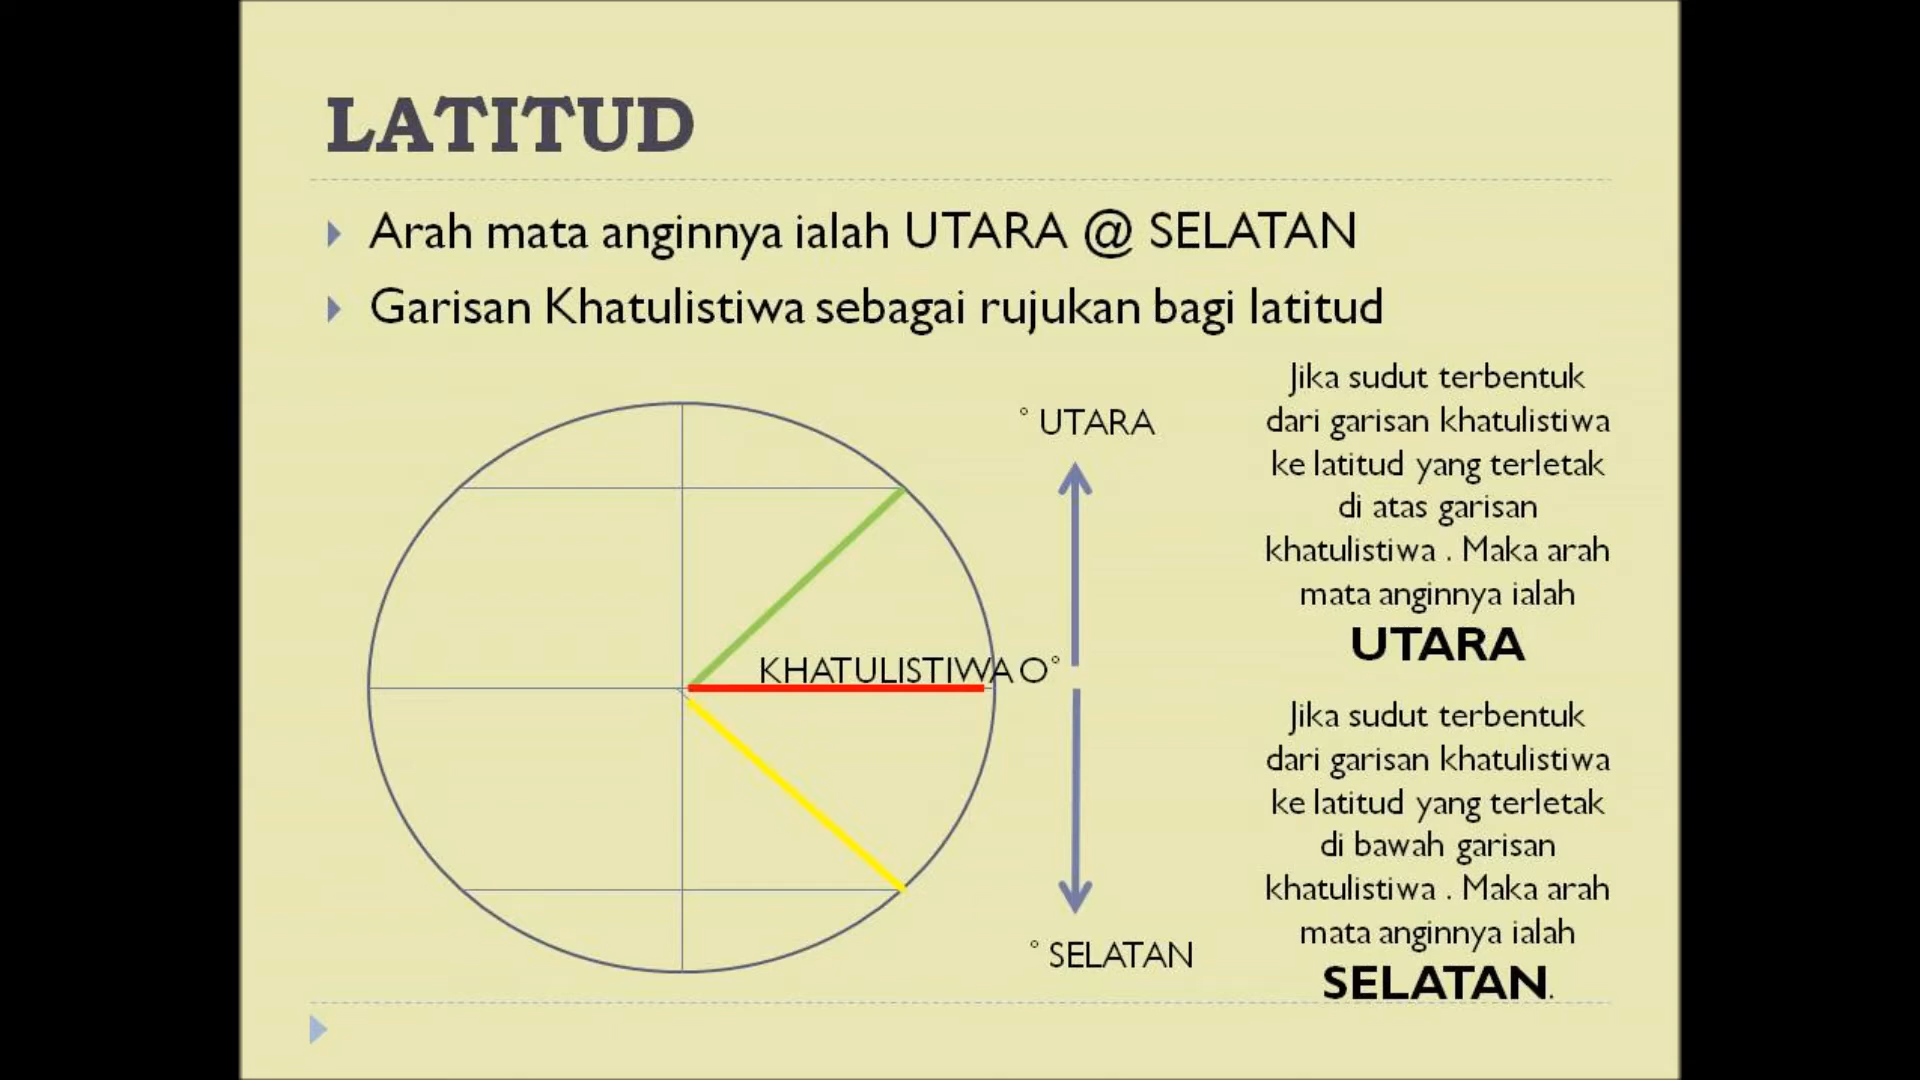 LATITUD
Arah mata anginnya ialah UTARA @ SELATAN
Garisan Khatulistiwa sebagai rujukan bagi latitud
° UTARA
KHATULISTIWA O°
° SELATAN
Jika sudut terbentuk
dari garisan khatulistiwa
ke latitud yang terletak
di atas garisan
khatulistiwa . Maka arah
mata anginnya ialah
UTARA
Jika sudut terbentuk
dari garisan khatulistiwa
ke latitud yang terletak
di bawah garisan
khatulistiwa . Maka arah
mata anginnya ialah
SELATAN.